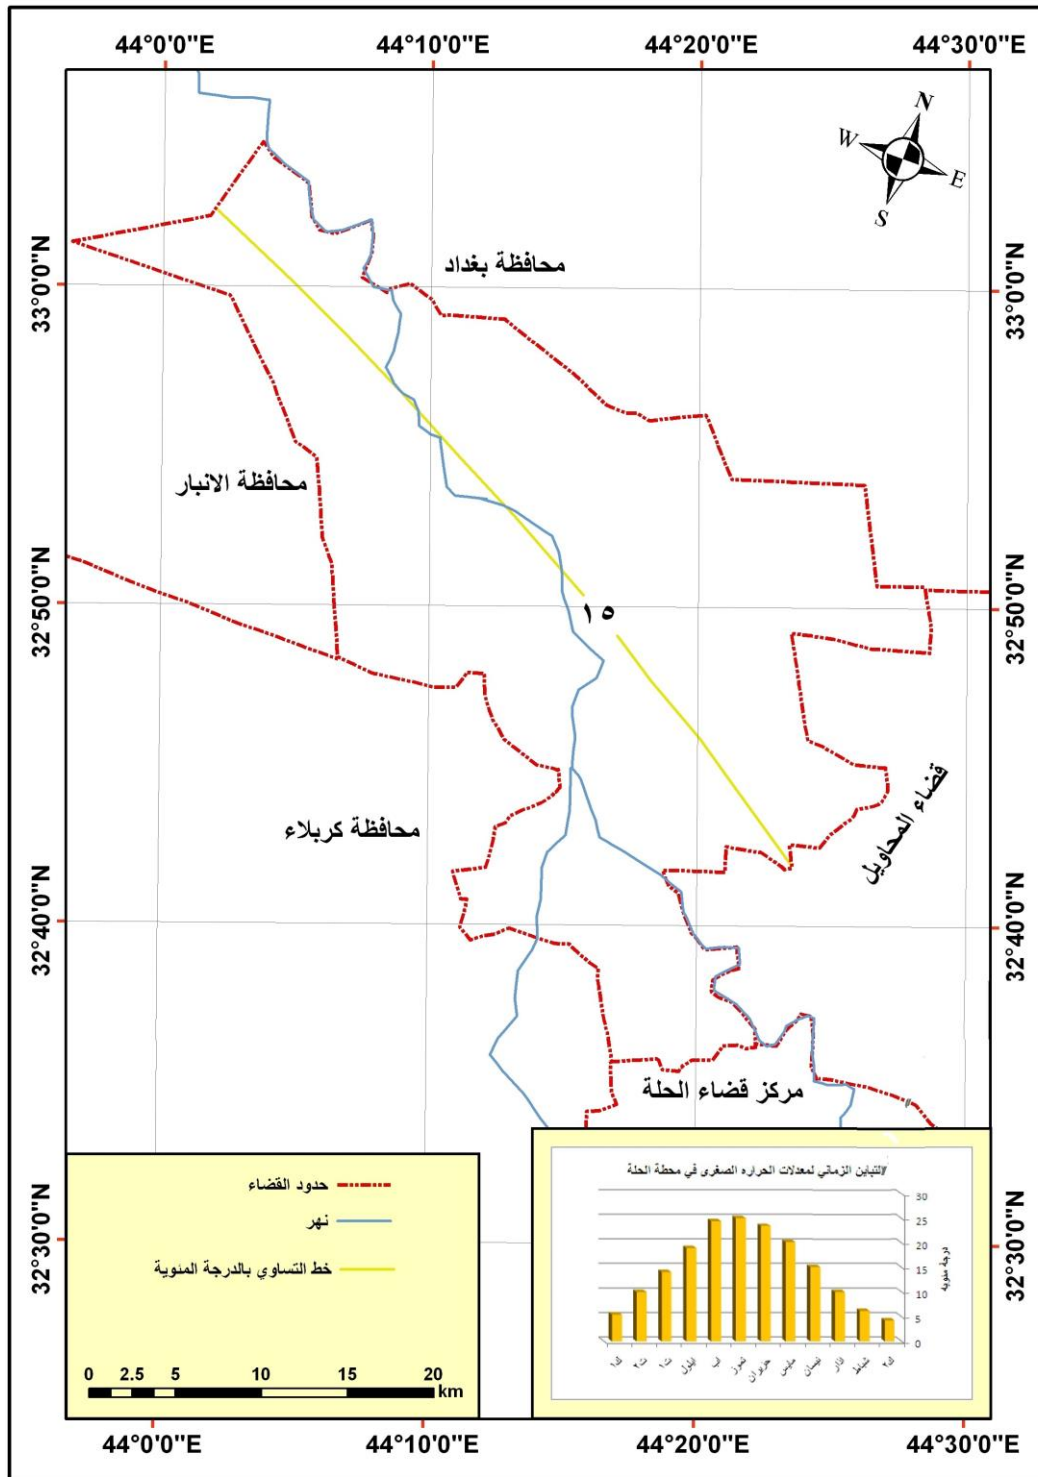 44°0'0"E 44°10'0"E 44°20'0"E 44°30'0"E
N
W
E
S
محافظة بغداد
33°0'0"N 33°0'0"N
محافظة الانبار
32°50'0"N 32°50'0"N
١٥
محافظة كربلاء
قضاء المحاويل
32°40'0"N 32°40'0"N
مركز قضاء الحلة
حدود القضاء
نهر
خط التساوي بالدرجة المئوية
0 2.5 5 10 15 20
km
32°30'0"N 32°30'0"N
التباين الزماني لمعدلات الحراره الصغرى في محطة الحلة
30
25
20
15
10
5
0
درجة مئوية
ك٢ شباط اذار نيسان مايس حزيران تموز اب ايلول ت١ ت٢ ك١
44°0'0"E 44°10'0"E 44°20'0"E 44°30'0"E